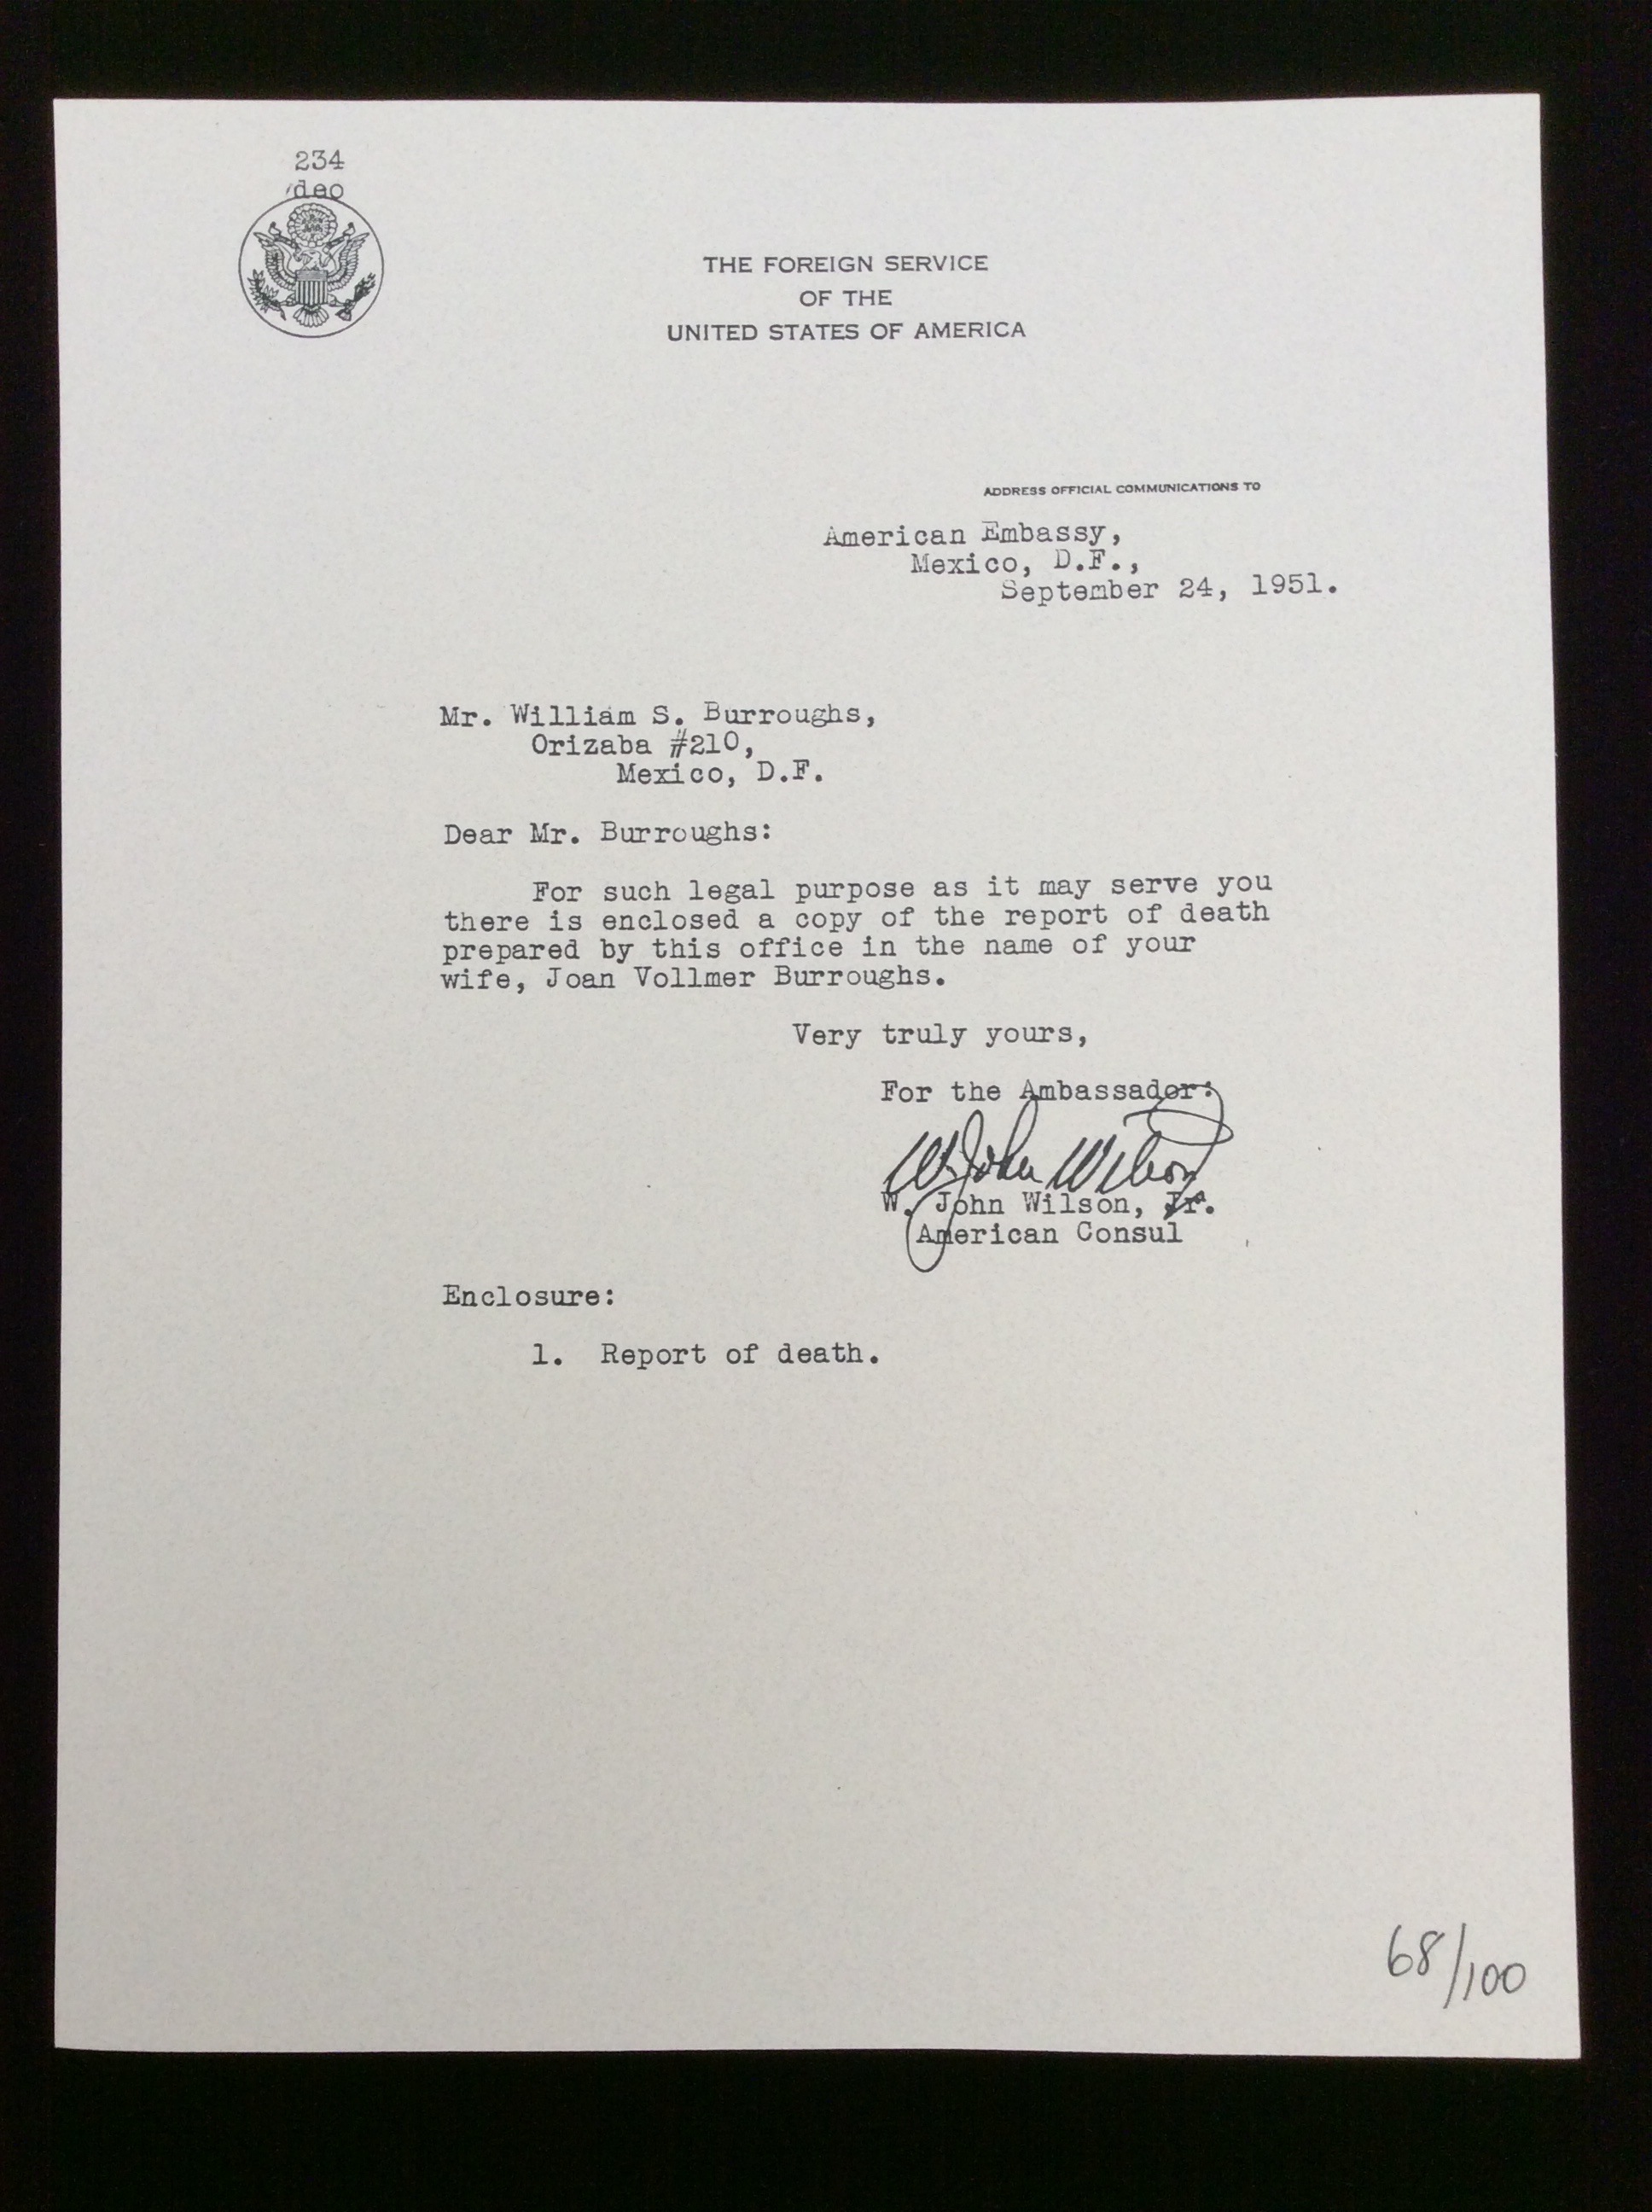 234
/deo
THE FOREIGN SERVICE
OF THE
UNITED STATES OF AMERICA
ADDRESS OFFICIAL COMMUNICATIONS TO
American Embassy,
Mexico, D.F.,
September 24, 1951.
Mr. William S. Burroughs,
Orizaba #210,
Mexico, D.F.
Dear Mr. Burroughs:
For such legal purpose as it may serve you
there is enclosed a copy of the report of death
prepared by this office in the name of your
wife, Joan Vollmer Burroughs.
Very truly yours,
For the Ambassador:
W. John Wilson
W. John Wilson, Jr.
American Consul
Enclosure:
1. Report of death.
68/100